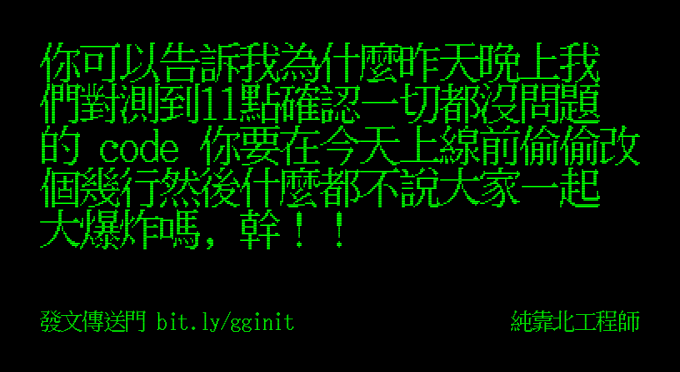 你可以告訴我為什麼昨天晚上我
們對測到11點確認一切都沒問題
的 code 你要在今天上線前偷偷改
個幾行然後什麼都不說大家一起
大爆炸嗎，幹！！
發文傳送門 bit.ly/gginit
純靠北工程師